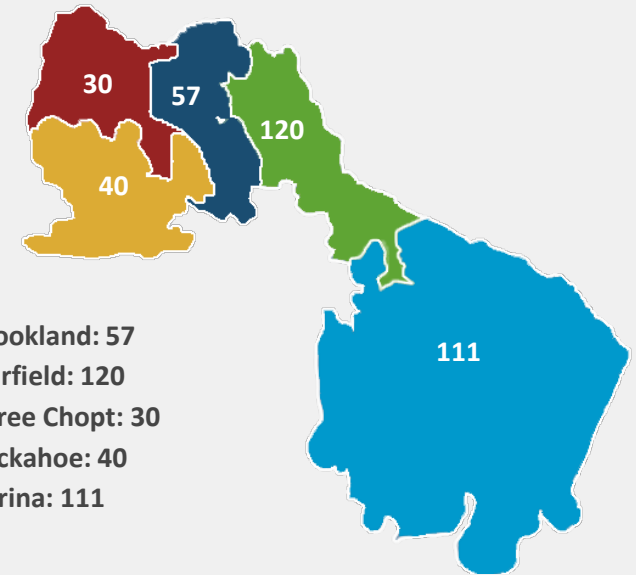 30
57
120
40
111
ookland: 57
rfield: 120
ree Chopt: 30
ckahoe: 40
rina: 111